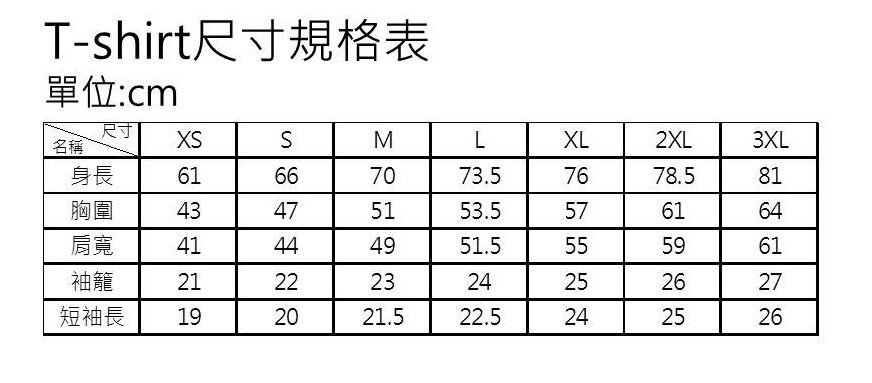 T-shirt尺寸規格表
單位:cm
尺寸
名稱 XS S M L XL 2XL 3XL
身長 61 66 70 73.5 76 78.5 81
胸圍 43 47 51 53.5 57 61 64
肩寬 41 44 49 51.5 55 59 61
袖籠 21 22 23 24 25 26 27
短袖長 19 20 21.5 22.5 24 25 26